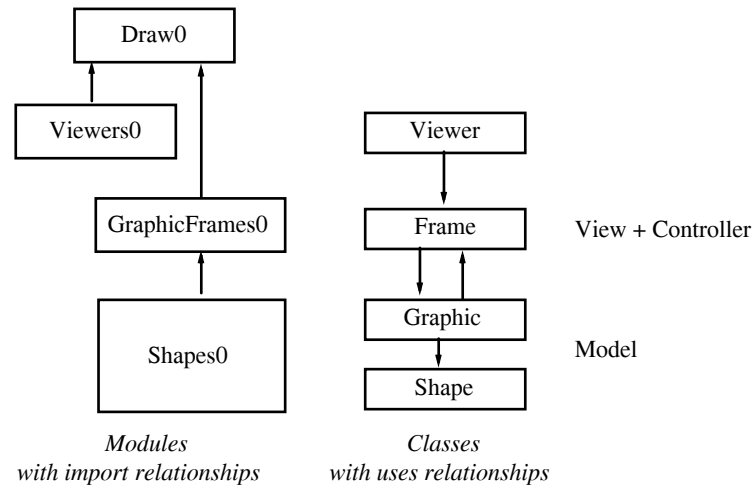 Draw0
Viewers0
Viewer
GraphicFrames0
Frame
View + Controller
Graphic
Shapes0
Model
Shape
Modules
with import relationships
Classes
with uses relationships